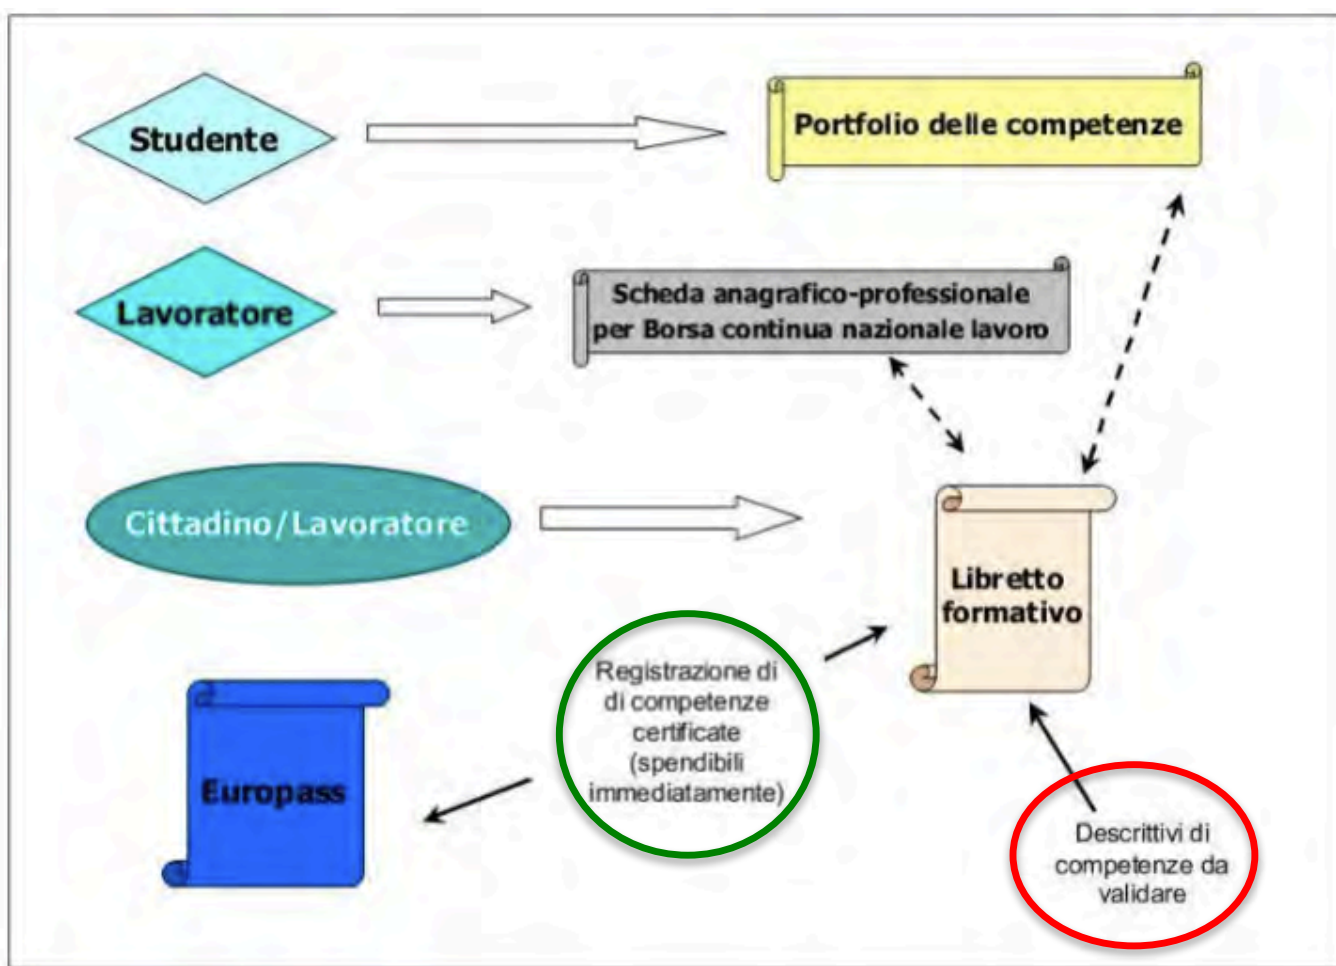 Studente
Portfolio delle competenze
Lavoratore
Scheda anagrafico-professionale
per Borsa continua nazionale lavoro
Cittadino/Lavoratore
Libretto
formativo
Registrazione di
di competenze
certificate
(spendibili
immediatamente)
Europass
Descrittivi di
competenze da
validare